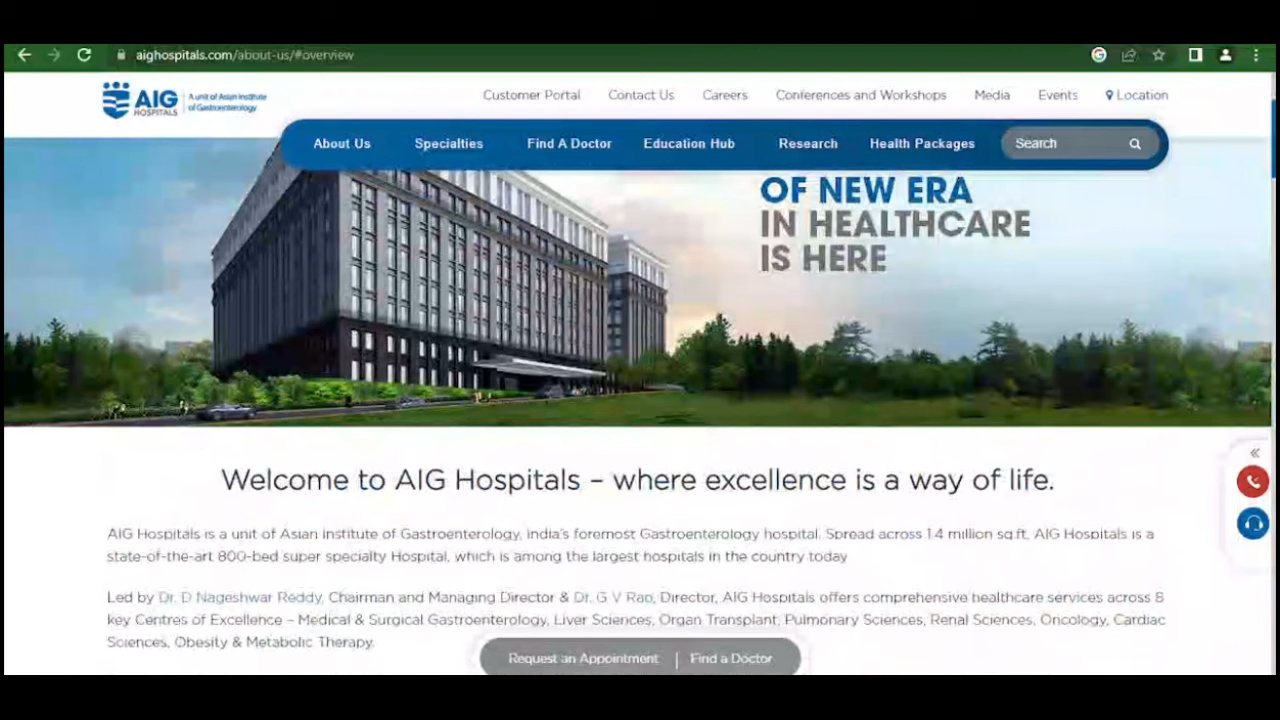 aighospitals.com/about-us/#overview
AIG
HOSPITALS
A unit of Asian Institute
of Gastroenterology
Customer Portal Contact Us Careers Conferences and Workshops Media Events Location
About Us Specialties Find A Doctor Education Hub Research Health Packages Search
OF NEW ERA
IN HEALTHCARE
IS HERE
Welcome to AIG Hospitals – where excellence is a way of life.
AIG Hospitals is a unit of Asian Institute of Gastroenterology, India's foremost Gastroenterology hospital. Spread across 1.4 million sq.ft, AIG Hospitals is a
state-of-the-art 800-bed super specialty Hospital, which is among the largest hospitals in the country today
Led by Dr. D Nageshwar Reddy, Chairman and Managing Director & Dr. G V Rao, Director, AIG Hospitals offers comprehensive healthcare services across 8
key Centres of Excellence – Medical & Surgical Gastroenterology, Liver Sciences, Organ Transplant, Pulmonary Sciences, Renal Sciences, Oncology, Cardiac
Sciences, Obesity & Metabolic Therapy.
Request an Appointment | Find a Doctor